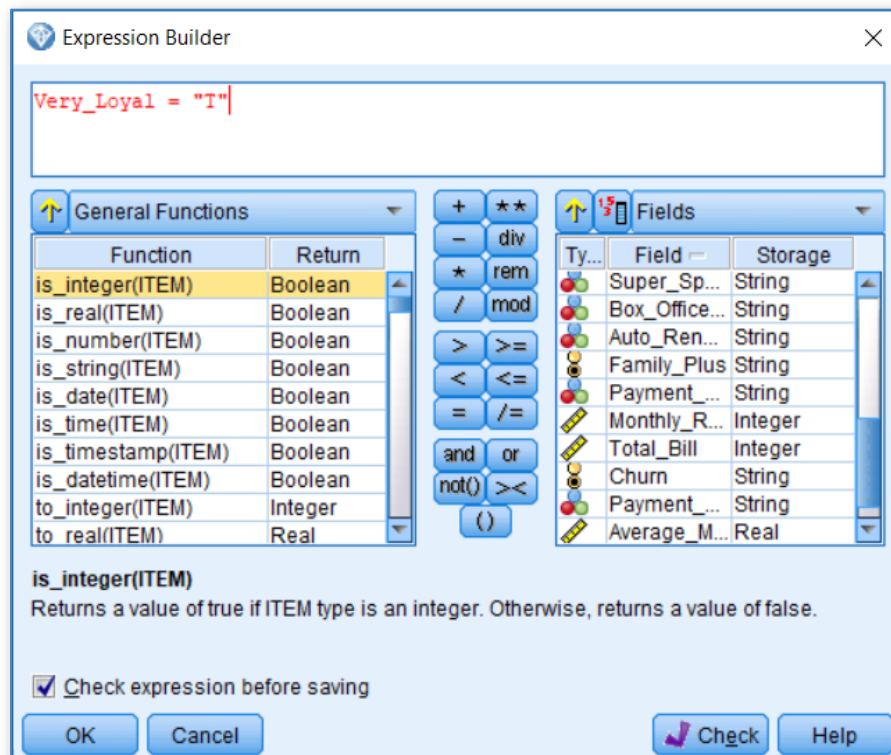 Expression Builder
Very_Loyal = "T"
General Functions
Function Return
is_integer(ITEM) Boolean
is_real(ITEM) Boolean
is_number(ITEM) Boolean
is_string(ITEM) Boolean
is_date(ITEM) Boolean
is_time(ITEM) Boolean
is_timestamp(ITEM) Boolean
is_datetime(ITEM) Boolean
to_integer(ITEM) Integer
to_real(ITEM) Real
+ **
− div
* rem
/ mod
> >=
< <=
= /=
and or
not() ><
()
Fields
Ty... Field Storage
Super_Sp... String
Box_Office... String
Auto_Ren... String
Family_Plus String
Payment_... String
Monthly_R... Integer
Total_Bill Integer
Churn String
Payment_... String
Average_M... Real
is_integer(ITEM)
Returns a value of true if ITEM type is an integer. Otherwise, returns a value of false.
Check expression before saving
OK Cancel Check Help